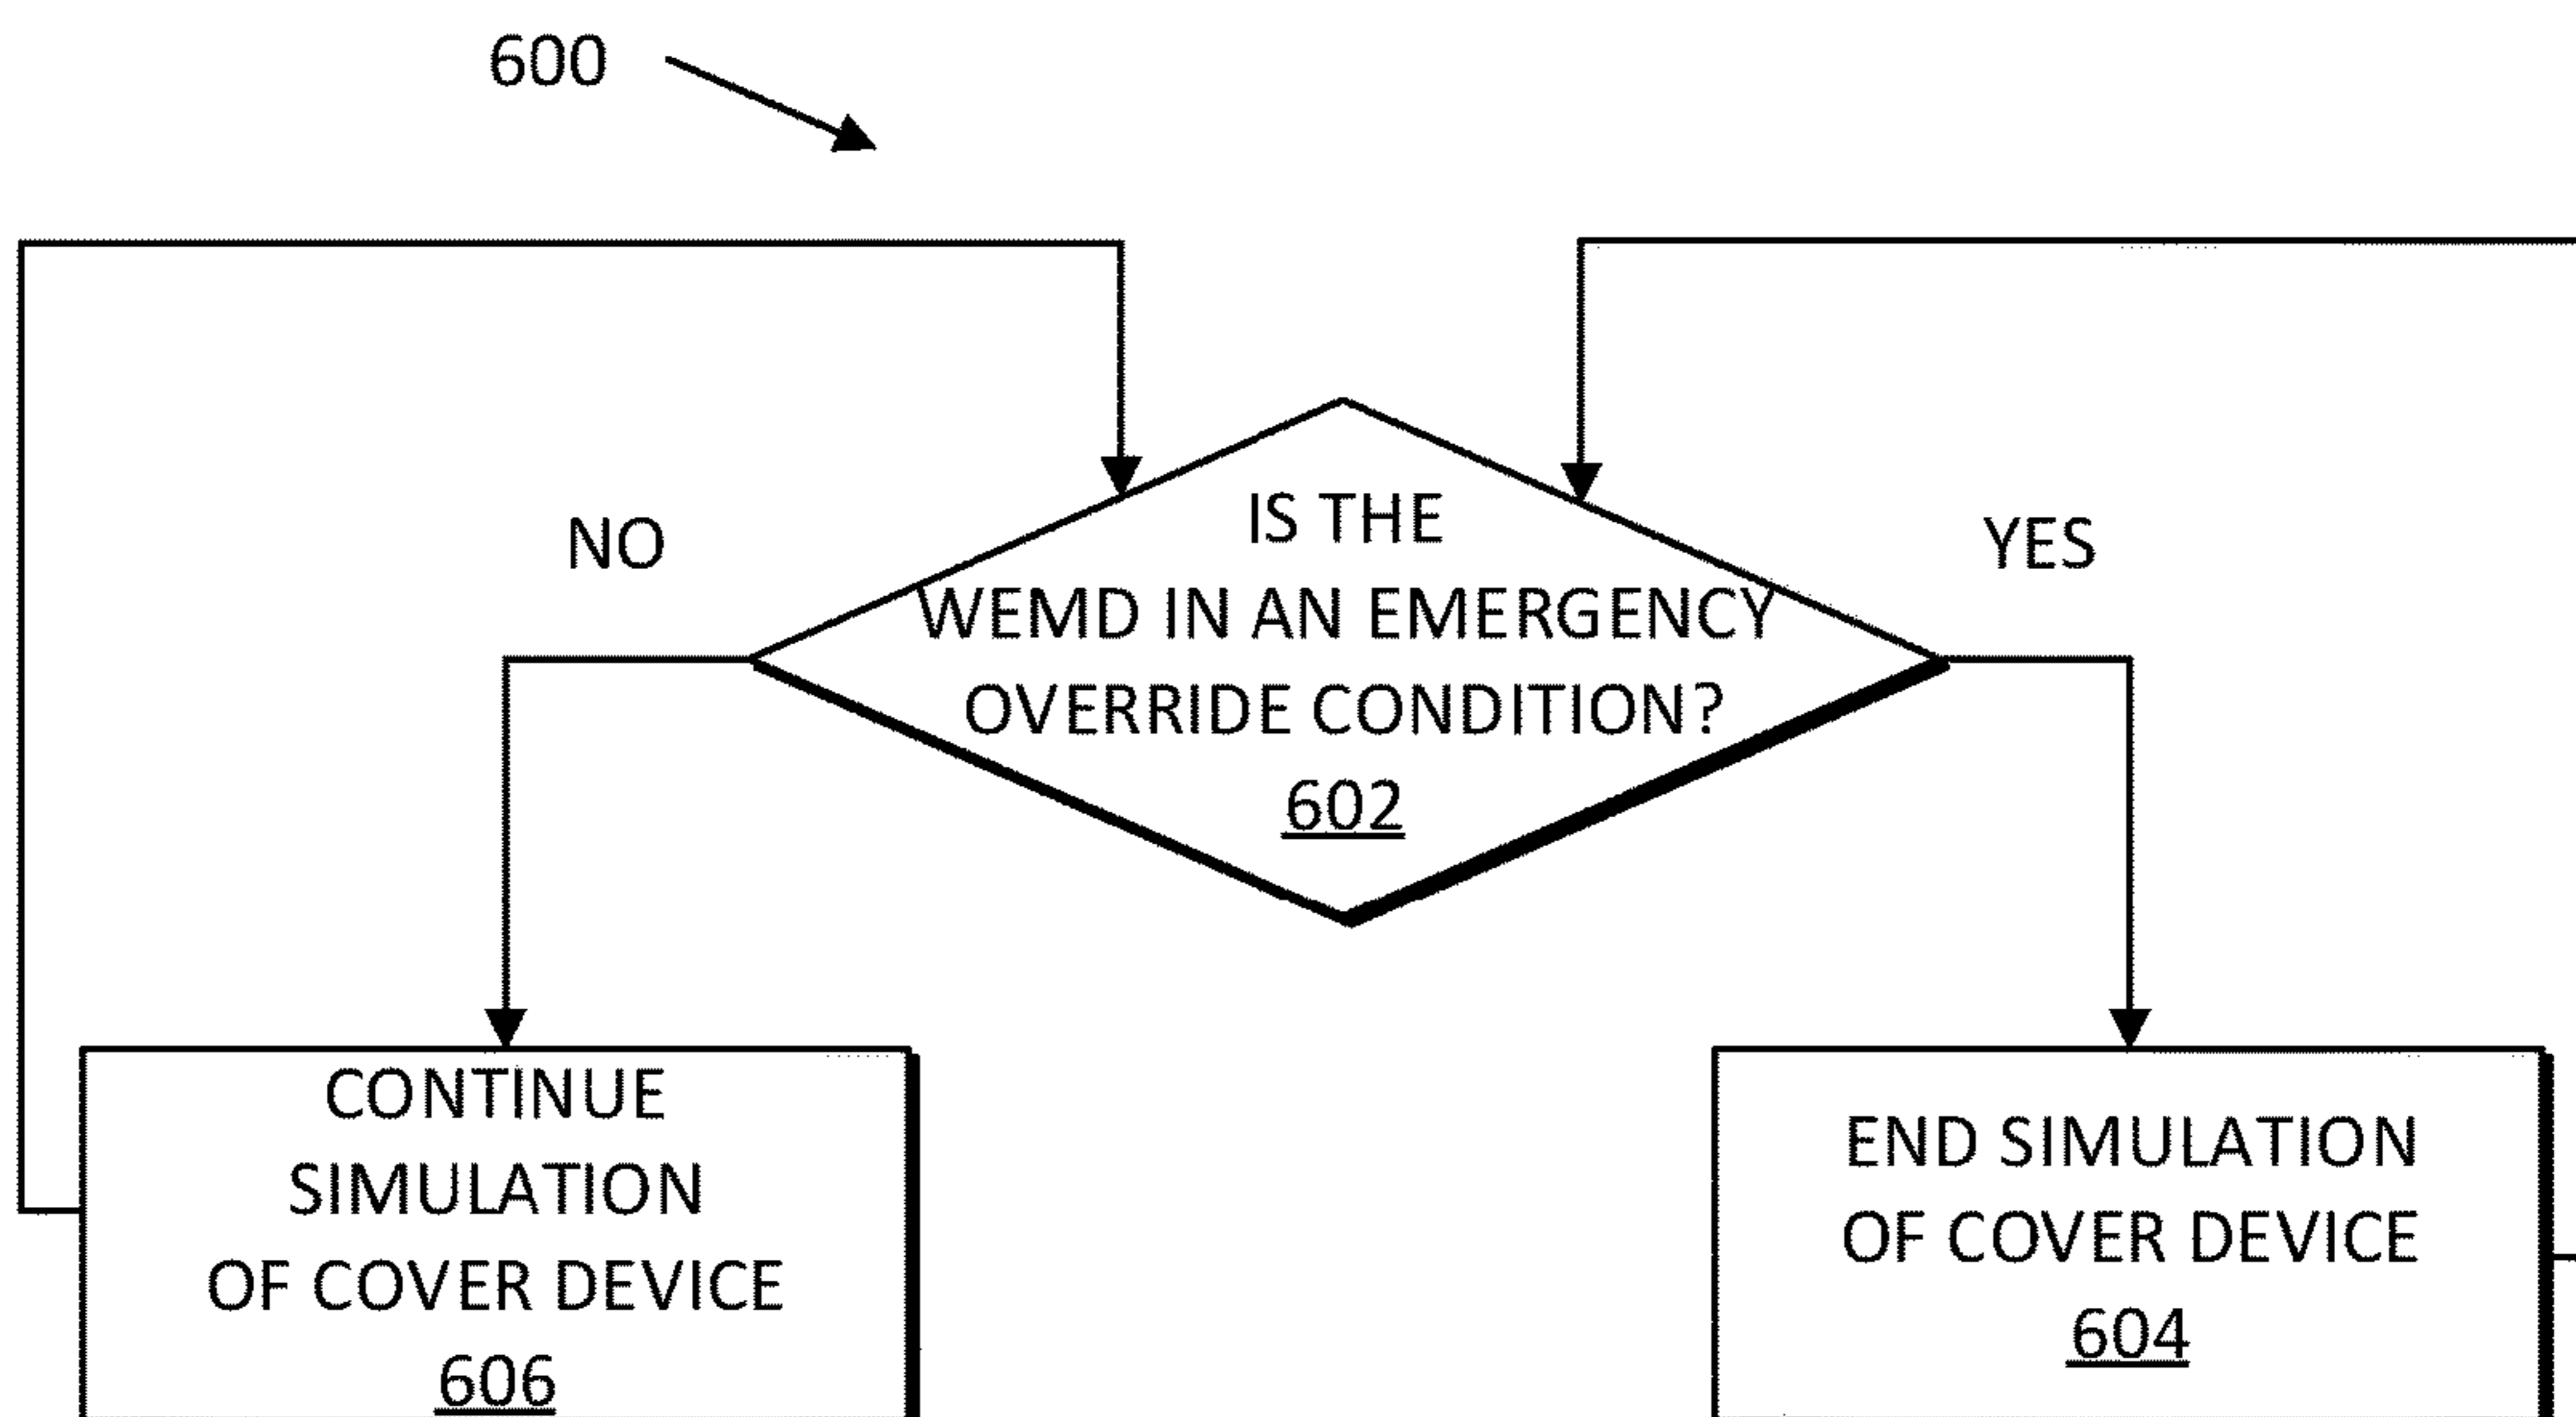 600
NO
YES
IS THE
WEMD IN AN EMERGENCY
OVERRIDE CONDITION?
602
CONTINUE
SIMULATION
OF COVER DEVICE
606
END SIMULATION
OF COVER DEVICE
604